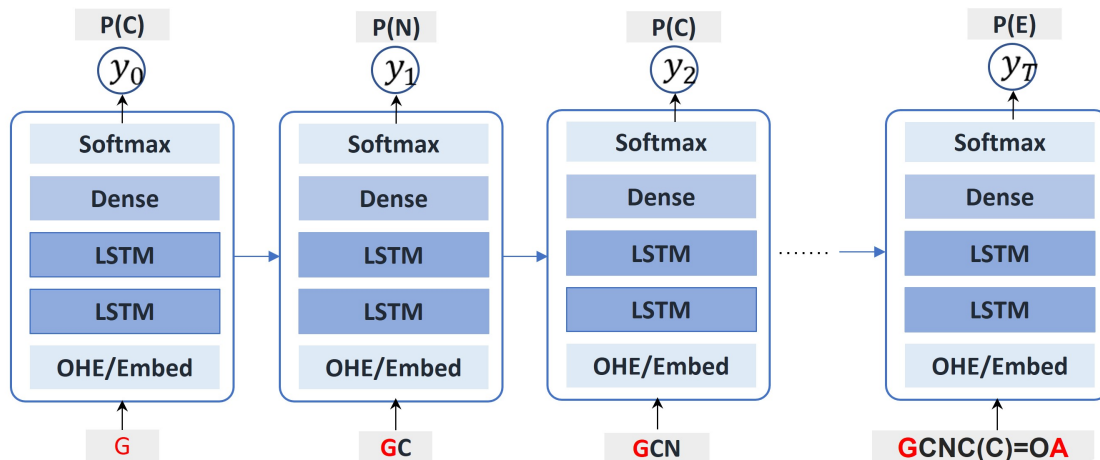 P(C) P(N) P(C) P(E)
y0 y1 y2 yT
Softmax Softmax Softmax Softmax
Dense Dense Dense Dense
LSTM LSTM LSTM LSTM
.......
LSTM LSTM LSTM LSTM
OHE/Embed OHE/Embed OHE/Embed OHE/Embed
G GC GCN GCNC(C)=OA